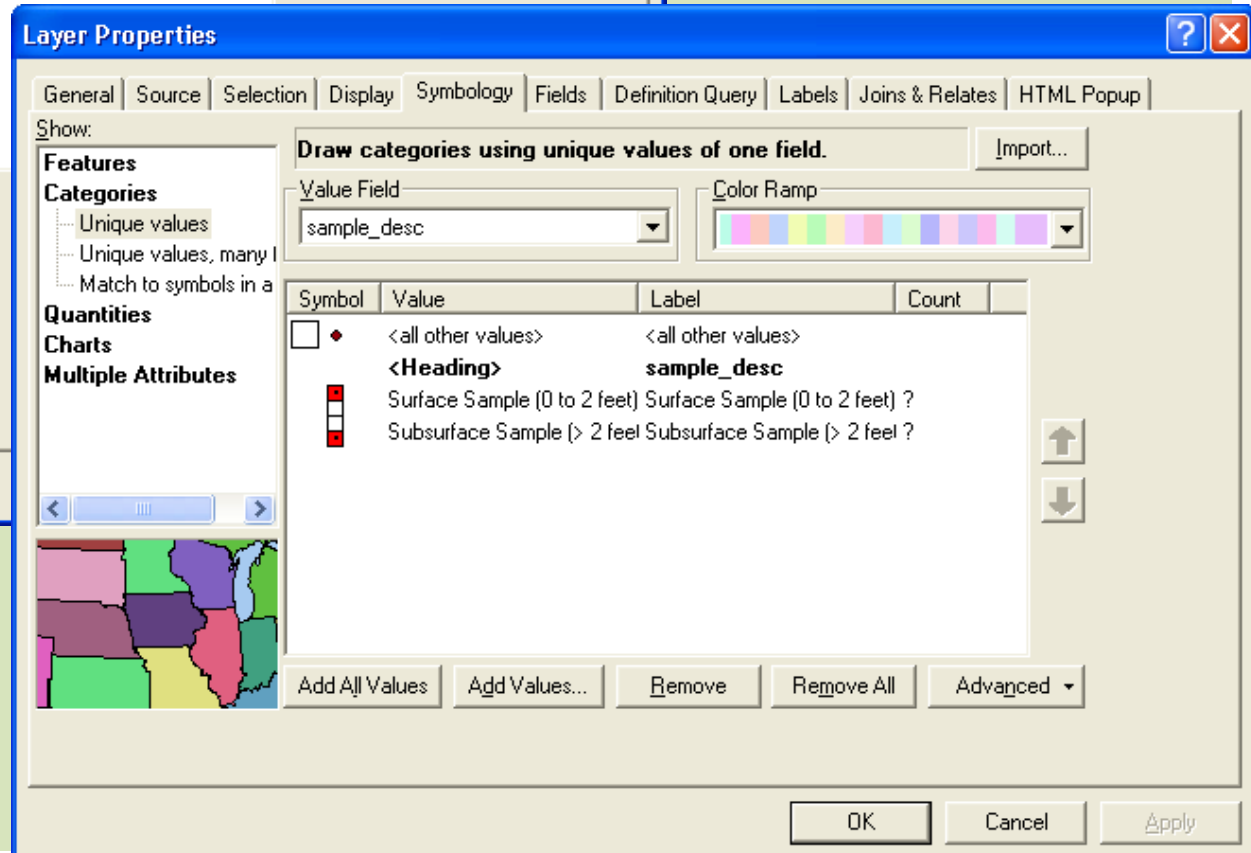 Layer Properties
General Source Selection Display Symbology Fields Definition Query Labels Joins & Relates HTML Popup
Show:
Features
Categories
Unique values
Unique values, many
Match to symbols in a
Quantities
Charts
Multiple Attributes
Draw categories using unique values of one field.
Import...
Value Field
sample_desc
Color Ramp
Symbol Value Label Count
<all other values> <all other values>
<Heading> sample_desc
Surface Sample (0 to 2 feet) Surface Sample (0 to 2 feet) ?
Subsurface Sample (> 2 feet Subsurface Sample (> 2 feet ?
Add All Values Add Values... Remove Remove All Advanced
OK Cancel Apply